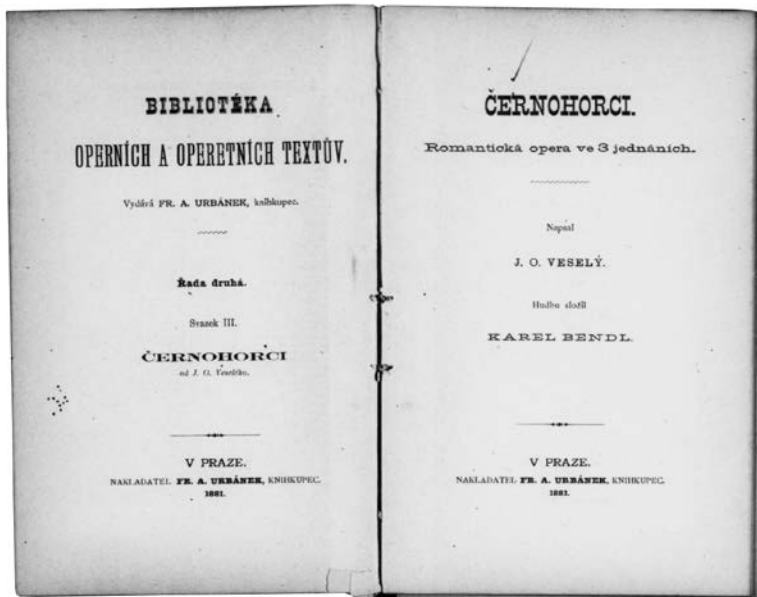 BIBLIOTÉKA
OPERNÍCH A OPERETNÍCH TEXTŮV.
Vydává FR. A. URBÁNEK, knihkupec.
Řada druhá.
Svazek III.
ČERNOHORCI
od J. O. Veselého.
V PRAZE.
NAKLADATEL FR. A. URBÁNEK, KNIHKUPEC.
1881.
ČERNOHORCI.
Romantická opera ve 3 jednáních.
Napsal
J. O. VESELÝ.
Hudbu složil
KAREL BENDL.
V PRAZE.
NAKLADATEL FR. A. URBÁNEK, KNIHKUPEC.
1881.